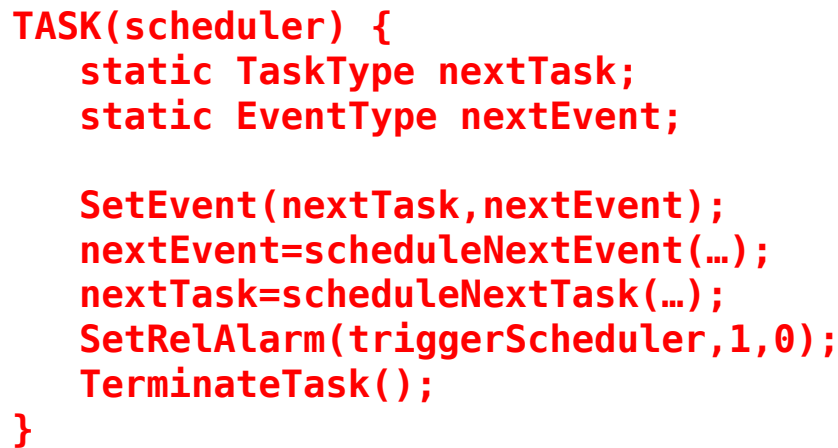 TASK(scheduler) {
static TaskType nextTask;
static EventType nextEvent;
SetEvent(nextTask,nextEvent);
nextEvent=scheduleNextEvent(…);
nextTask=scheduleNextTask(…);
SetRelAlarm(triggerScheduler,1,0);
TerminateTask();
}